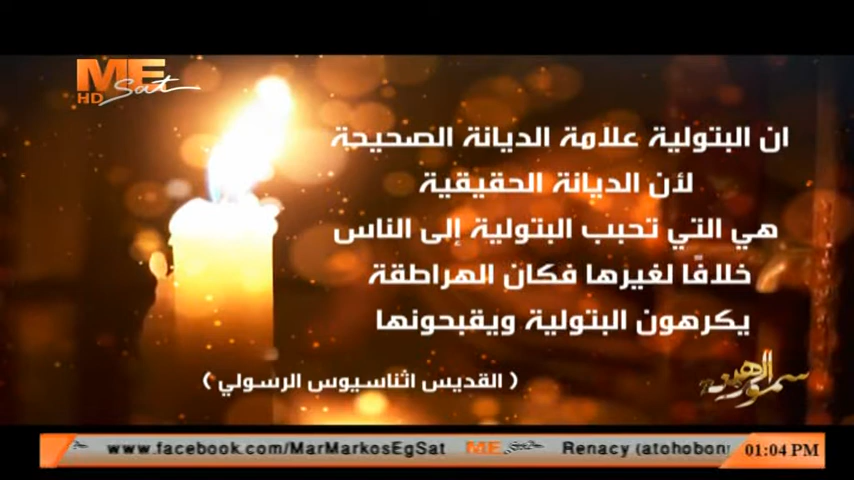 ME
HD Sat
ان البتولية علامة الديانة الصحيحة
لأن الديانة الحقيقية
هي التي تحبب البتولية إلى الناس
خلافًا لغيرها فكان الهراطقة
يكرهون البتولية ويقبحونها
( القديس اثناسيوس الرسولي )
www.facebook.com/MarMarkosEgSat ME Sat Renacy (atohobon 01:04 PM